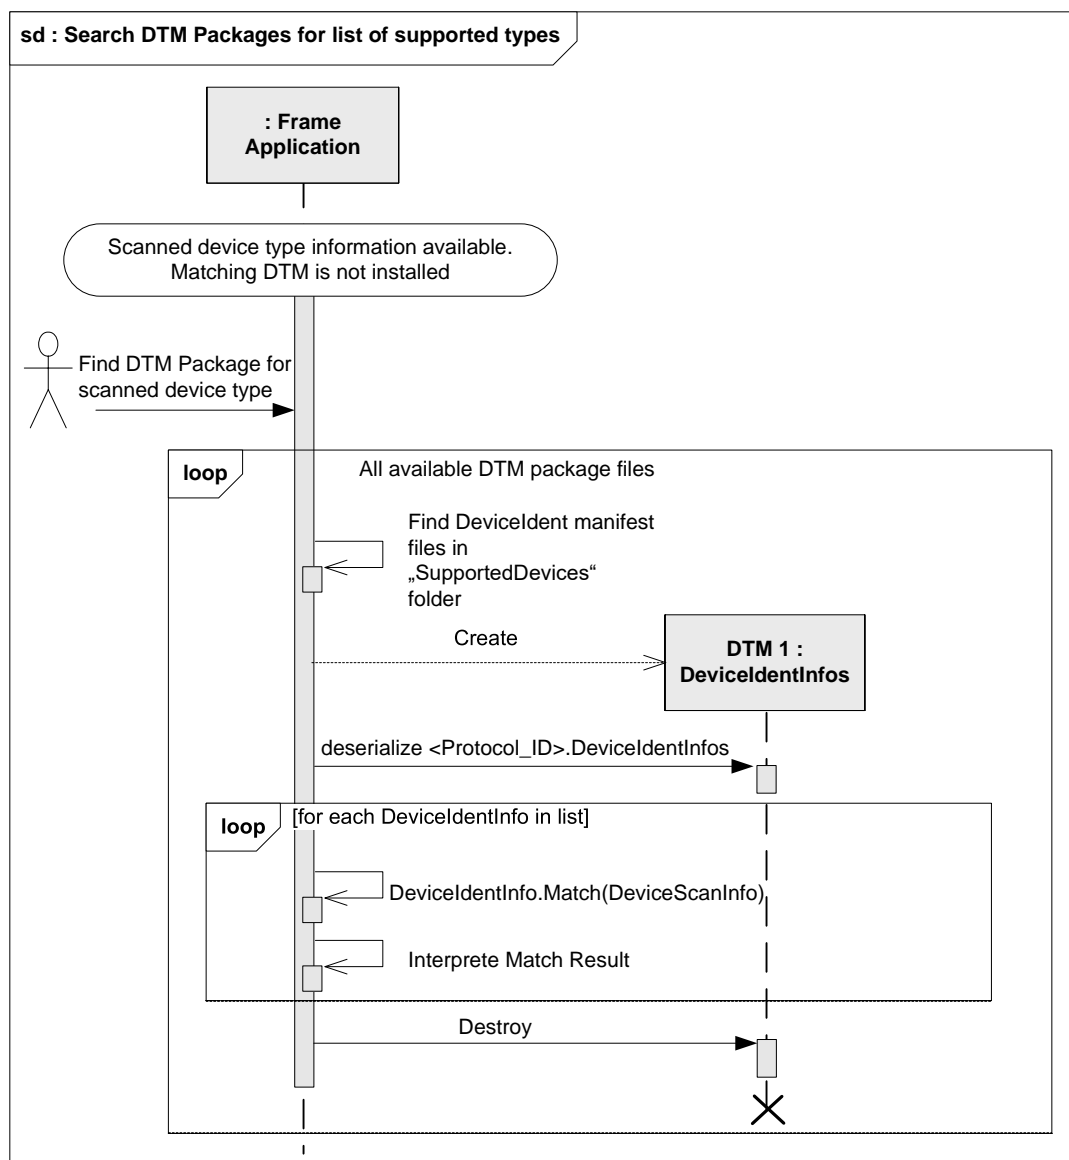 sd : Search DTM Packages for list of supported types
: Frame
Application
Scanned device type information available.
Matching DTM is not installed
Find DTM Package for
scanned device type
loop
All available DTM package files
Find DeviceIdent manifest
files in
„SupportedDevices“
folder
Create
DTM 1 :
DeviceIdentInfos
deserialize <Protocol_ID>.DeviceIdentInfos
loop
[for each DeviceIdentInfo in list]
DeviceIdentInfo.Match(DeviceScanInfo)
Interprete Match Result
Destroy